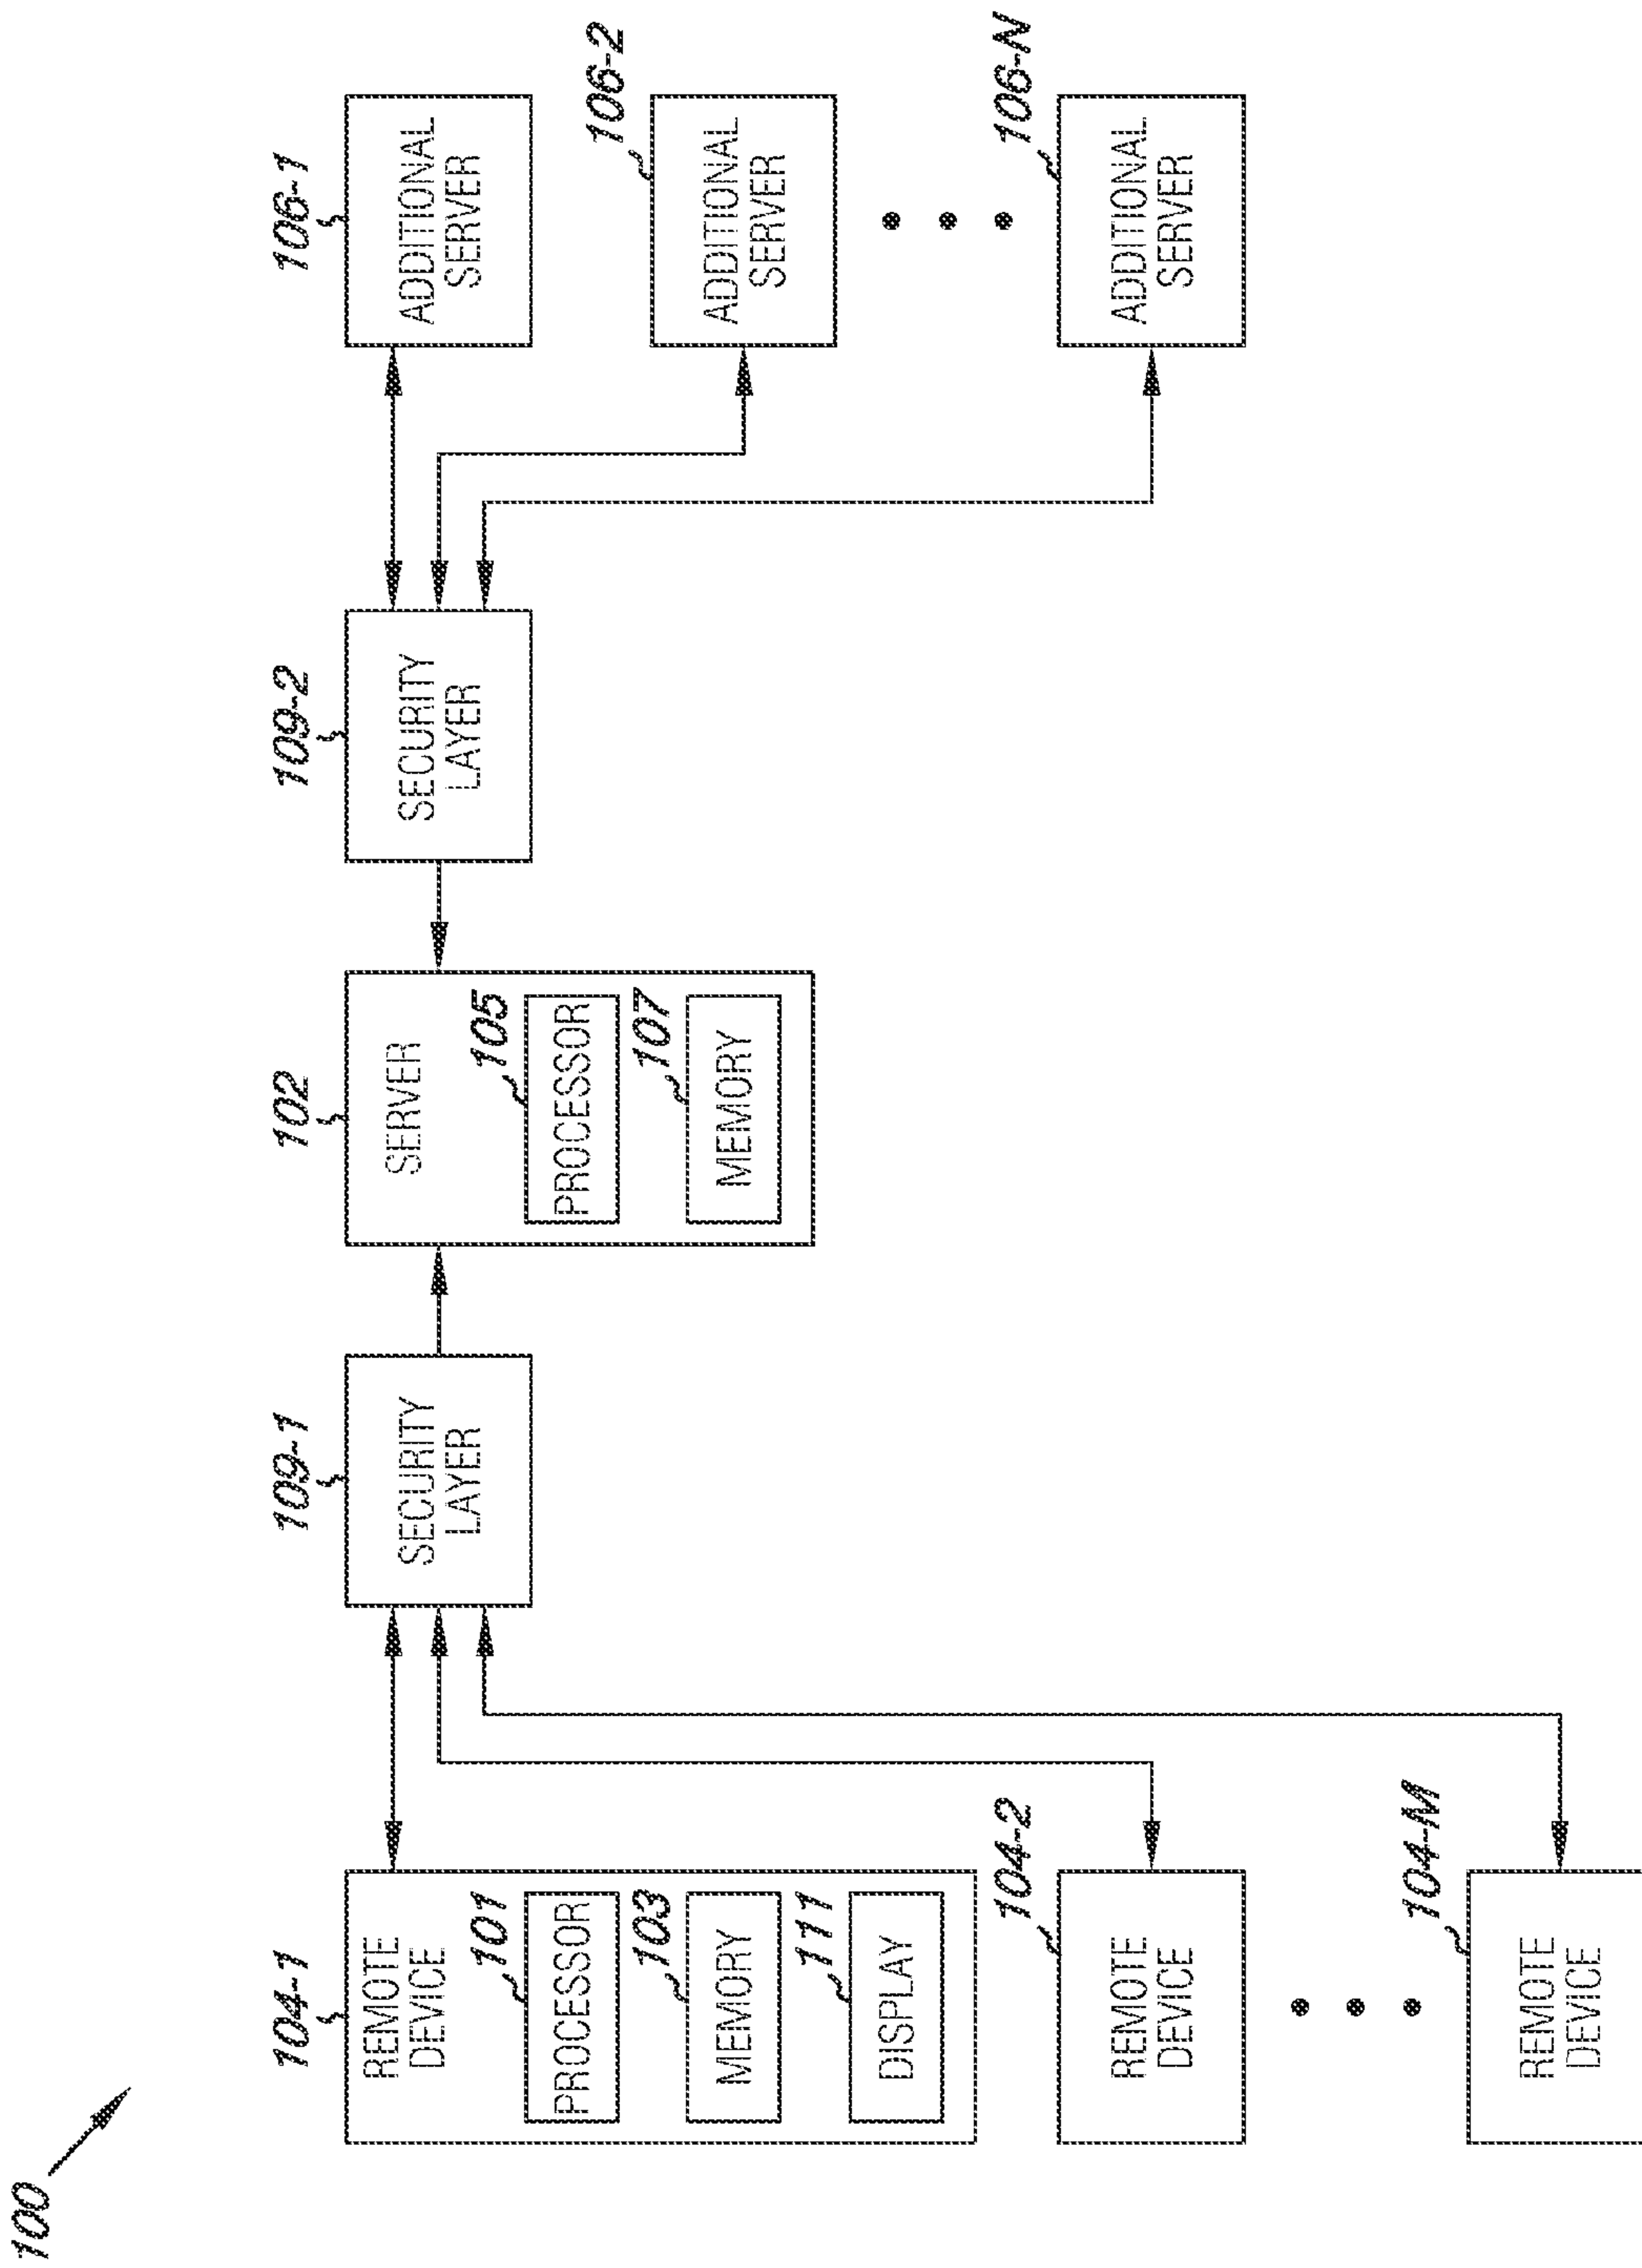 100
104-1
REMOTE
DEVICE
101
PROCESSOR
103
MEMORY
111
DISPLAY
104-2
REMOTE
DEVICE
104-M
REMOTE
DEVICE
109-1
SECURITY
LAYER
102
SERVER
105
PROCESSOR
107
MEMORY
109-2
SECURITY
LAYER
106-1
ADDITIONAL
SERVER
106-2
ADDITIONAL
SERVER
106-N
ADDITIONAL
SERVER